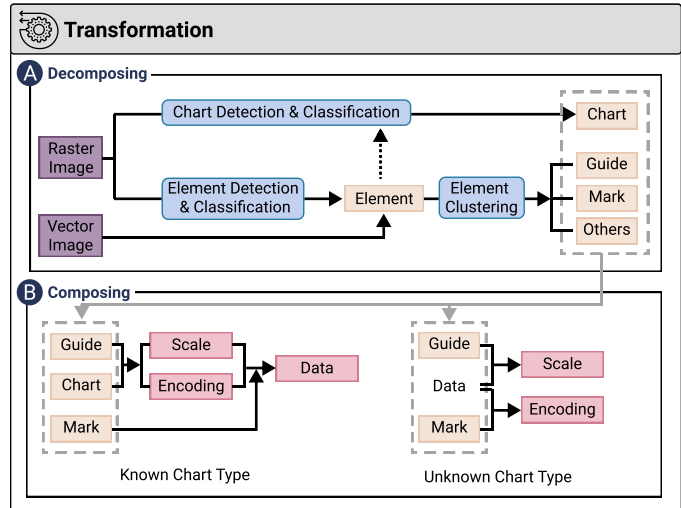 Transformation
A Decomposing
Chart Detection & Classification
Chart
Raster
Image
Element Detection
& Classification
Element
Element
Clustering
Guide
Mark
Others
Vector
Image
B Composing
Guide
Chart
Mark
Scale
Encoding
Data
Known Chart Type
Guide
Data
Mark
Scale
Encoding
Unknown Chart Type